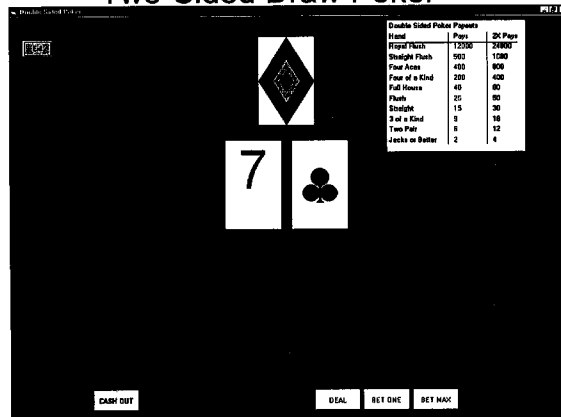 Two-Sided Draw Poker
Double Sided Poker
Double Sided Poker Payouts
Hand Pays 2X Pays
Royal Flush 12000 24000
Straight Flush 500 1000
Four Aces 400 800
Four of a Kind 200 400
Full House 40 80
Flush 25 50
Straight 15 30
3 of a Kind 9 18
Two Pair 6 12
Jacks or Better 2 4
7
CASH OUT DEAL BET ONE BET MAX